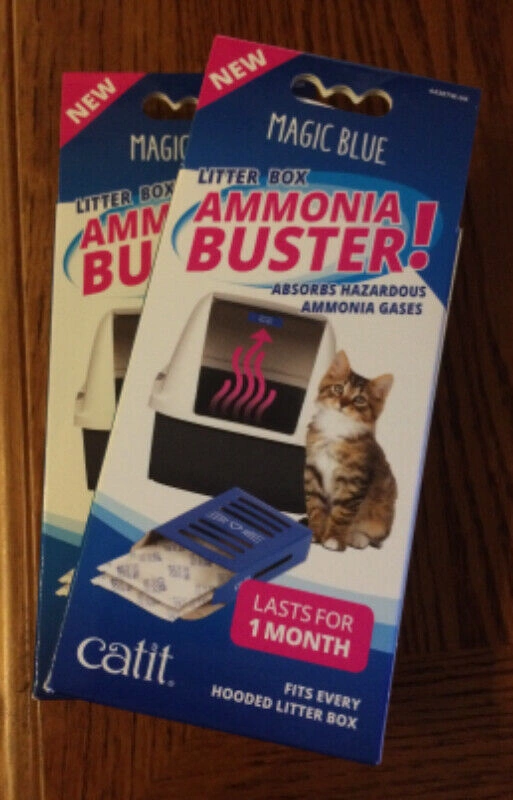 NEW
MAGIC
LITTER BOX
AMM
BU
NEW
MAGIC BLUE
LITTER BOX
AMMONIA
BUSTER!
ABSORBS HAZARDOUS
AMMONIA GASES
LASTS FOR
1 MONTH
Catit
FITS EVERY
HOODED LITTER BOX